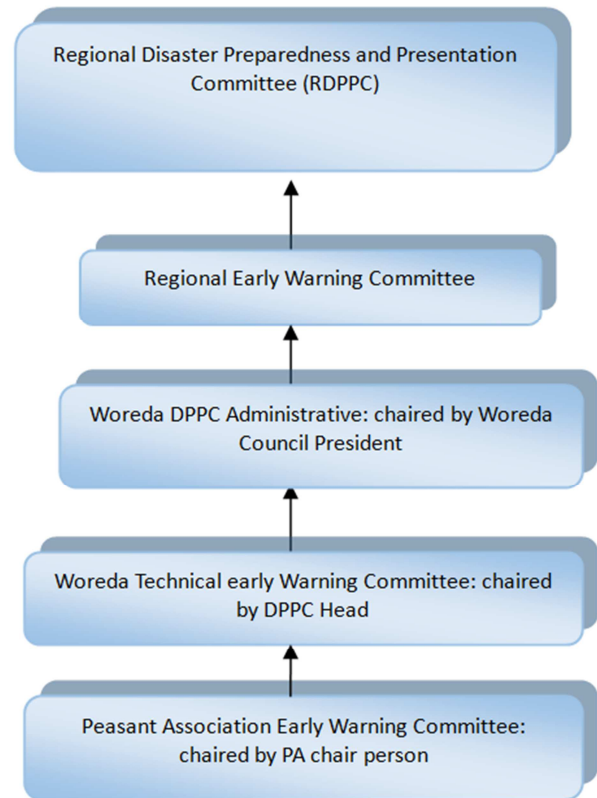 Regional Disaster Preparedness and Presentation
Committee (RDPPC)
Regional Early Warning Committee
Woreda DPPC Administrative: chaired by Woreda
Council President
Woreda Technical early Warning Committee: chaired
by DPPC Head
Peasant Association Early Warning Committee:
chaired by PA chair person